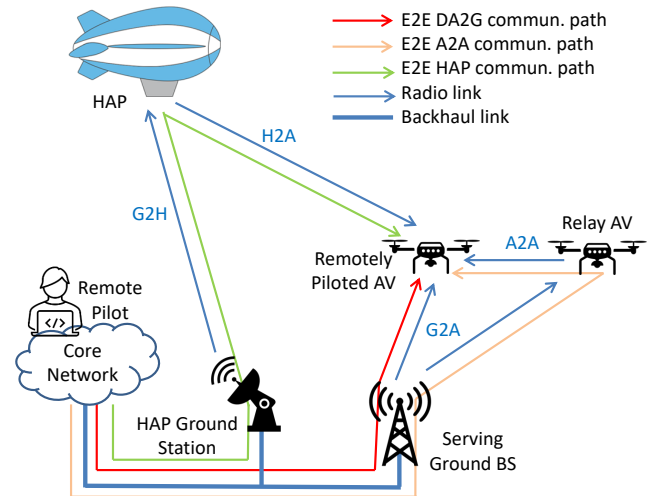 E2E DA2G commun. path
E2E A2A commun. path
E2E HAP commun. path
Radio link
Backhaul link
HAP
H2A
G2H
Relay AV
A2A
Remotely
Piloted AV
Remote
Pilot
</>
G2A
Core
Network
HAP Ground
Station
Serving
Ground BS